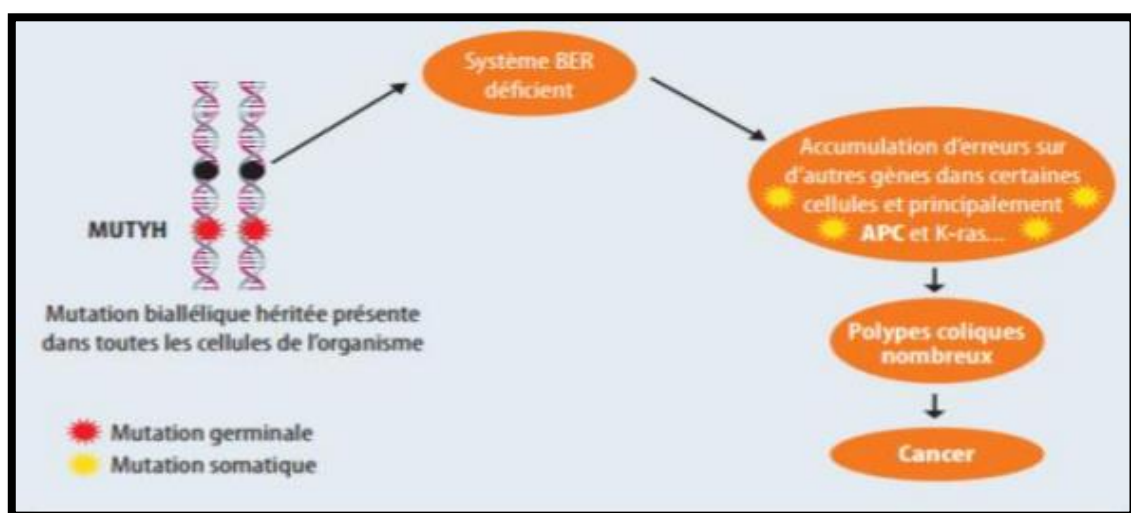 Système BER
déficient
Accumulation d'erreurs sur
d'autres gènes dans certaines
cellules et principalement
APC et K-ras...
MUTYH
Mutation biallélique héritée présente
dans toutes les cellules de l'organisme
Polypes coliques
nombreux
Mutation germinale
Mutation somatique
Cancer